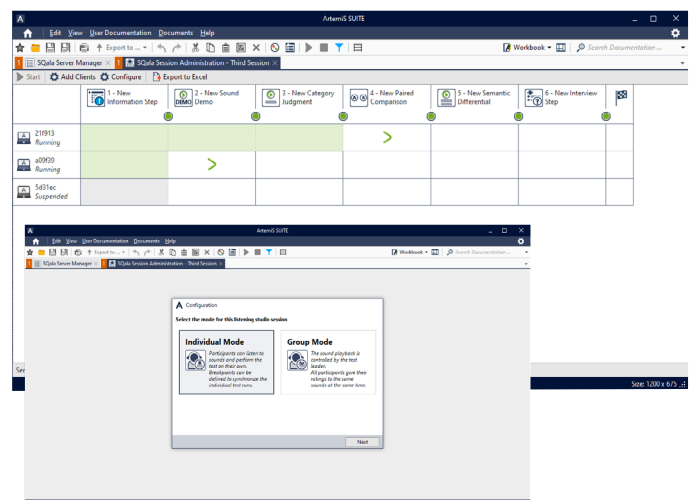 ArtemiS SUITE
Edit View User Documentation Documents Help
Export to ... Workbook Search Documentation ...
1 SQala Server Manager × 1 SQala Session Administration - Third Session ×
Start Add Clients Configure Export to Excel
1 - New Information Step
DEMO 2 - New Sound Demo
3 - New Category Judgment
4 - New Paired Comparison
5 - New Semantic Differential
6 - New Interview Step
21f913
Running
a09f39
Running
5d31ec
Suspended
ArtemiS SUITE
Edit View User Documentation Documents Help
Export to ... Workbook Search Documentation ...
1 SQala Server Manager × 1 SQala Session Administration - Third Session ×
Configuration
Select the mode for this listening studio session
Individual Mode
Participants can listen to
sounds and perform the
test on their own.
Breakpoints can be
defined to synchronize the
individual test runs.
Group Mode
The sound playback is
controlled by the test
leader.
All participants give their
ratings to the same
sounds at the same time.
Next
Size: 1200 x 675